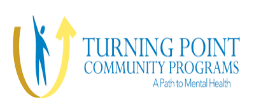 TURNING POINT
COMMUNITY PROGRAMS
A Path to Mental Health